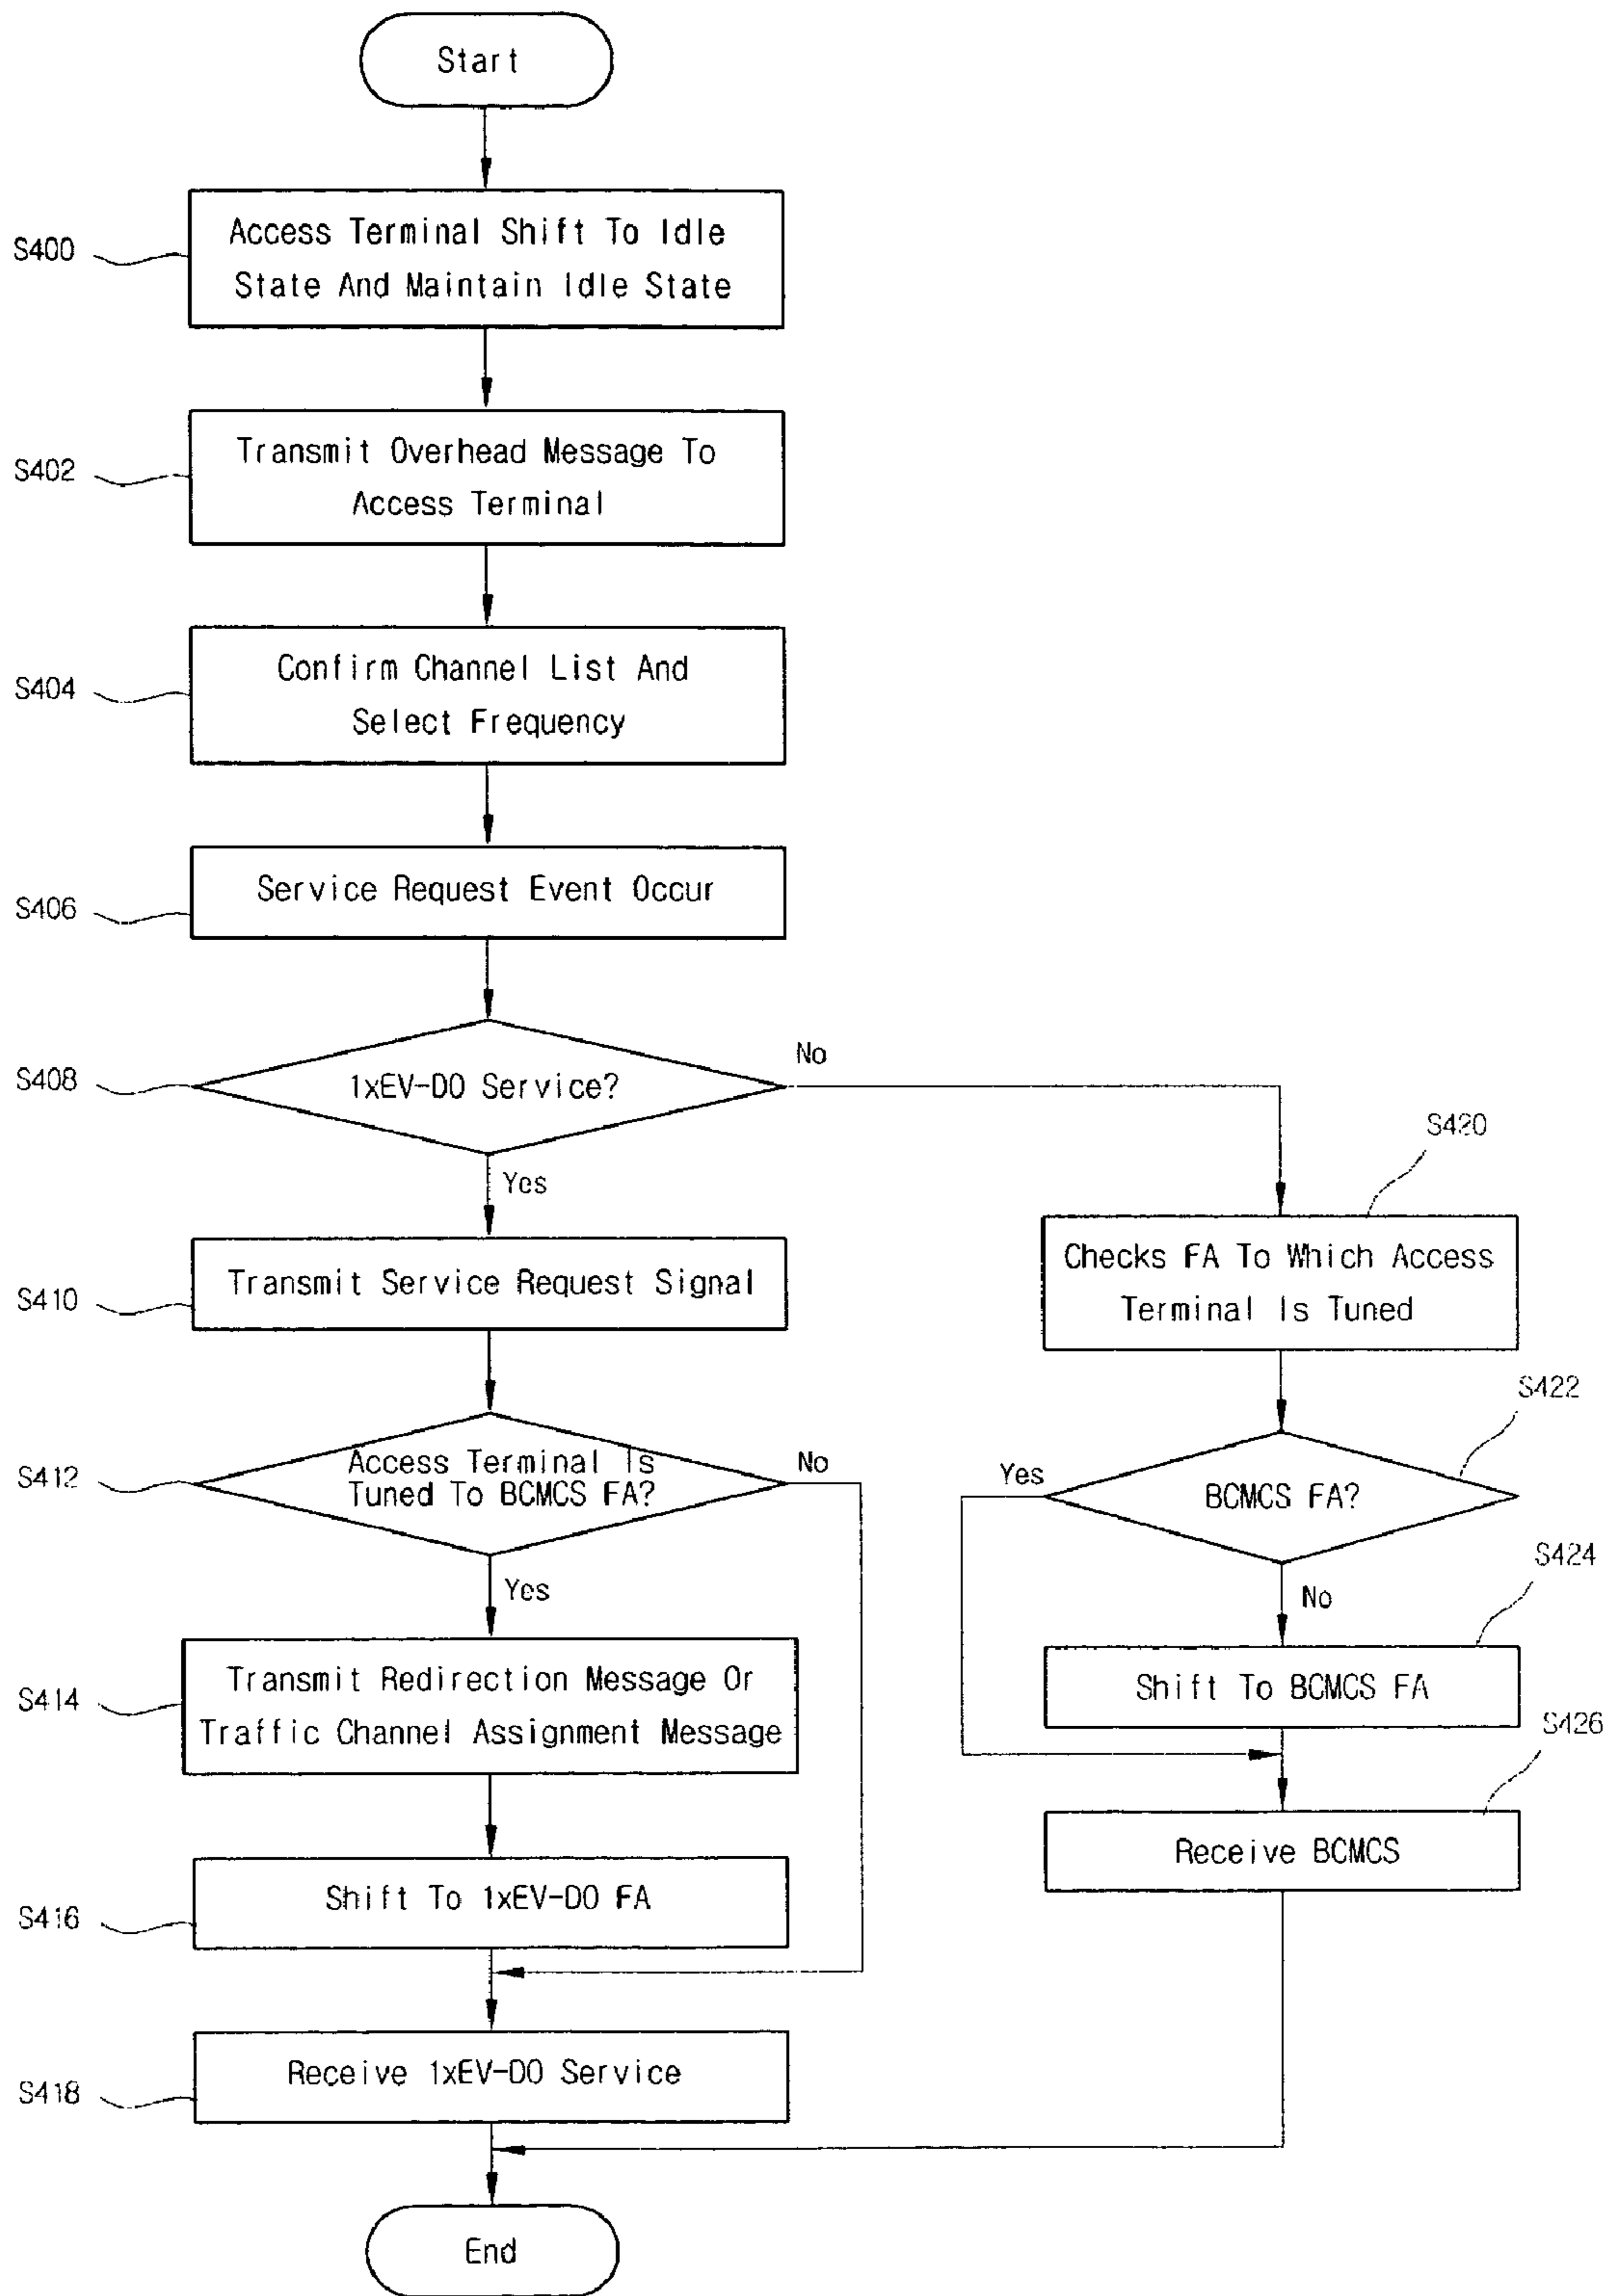 Start
S400
Access Terminal Shift To Idle
State And Maintain Idle State
S402
Transmit Overhead Message To
Access Terminal
S404
Confirm Channel List And
Select Frequency
S406
Service Request Event Occur
S408
1xEV-DO Service?
No
Yes
S420
Checks FA To Which Access
Terminal Is Tuned
S410
Transmit Service Request Signal
S412
Access Terminal Is
Tuned To BCMCS FA?
No
Yes
S422
BCMCS FA?
Yes
No
S414
Transmit Redirection Message Or
Traffic Channel Assignment Message
S424
Shift To BCMCS FA
S426
Receive BCMCS
S416
Shift To 1xEV-DO FA
S418
Receive 1xEV-DO Service
End